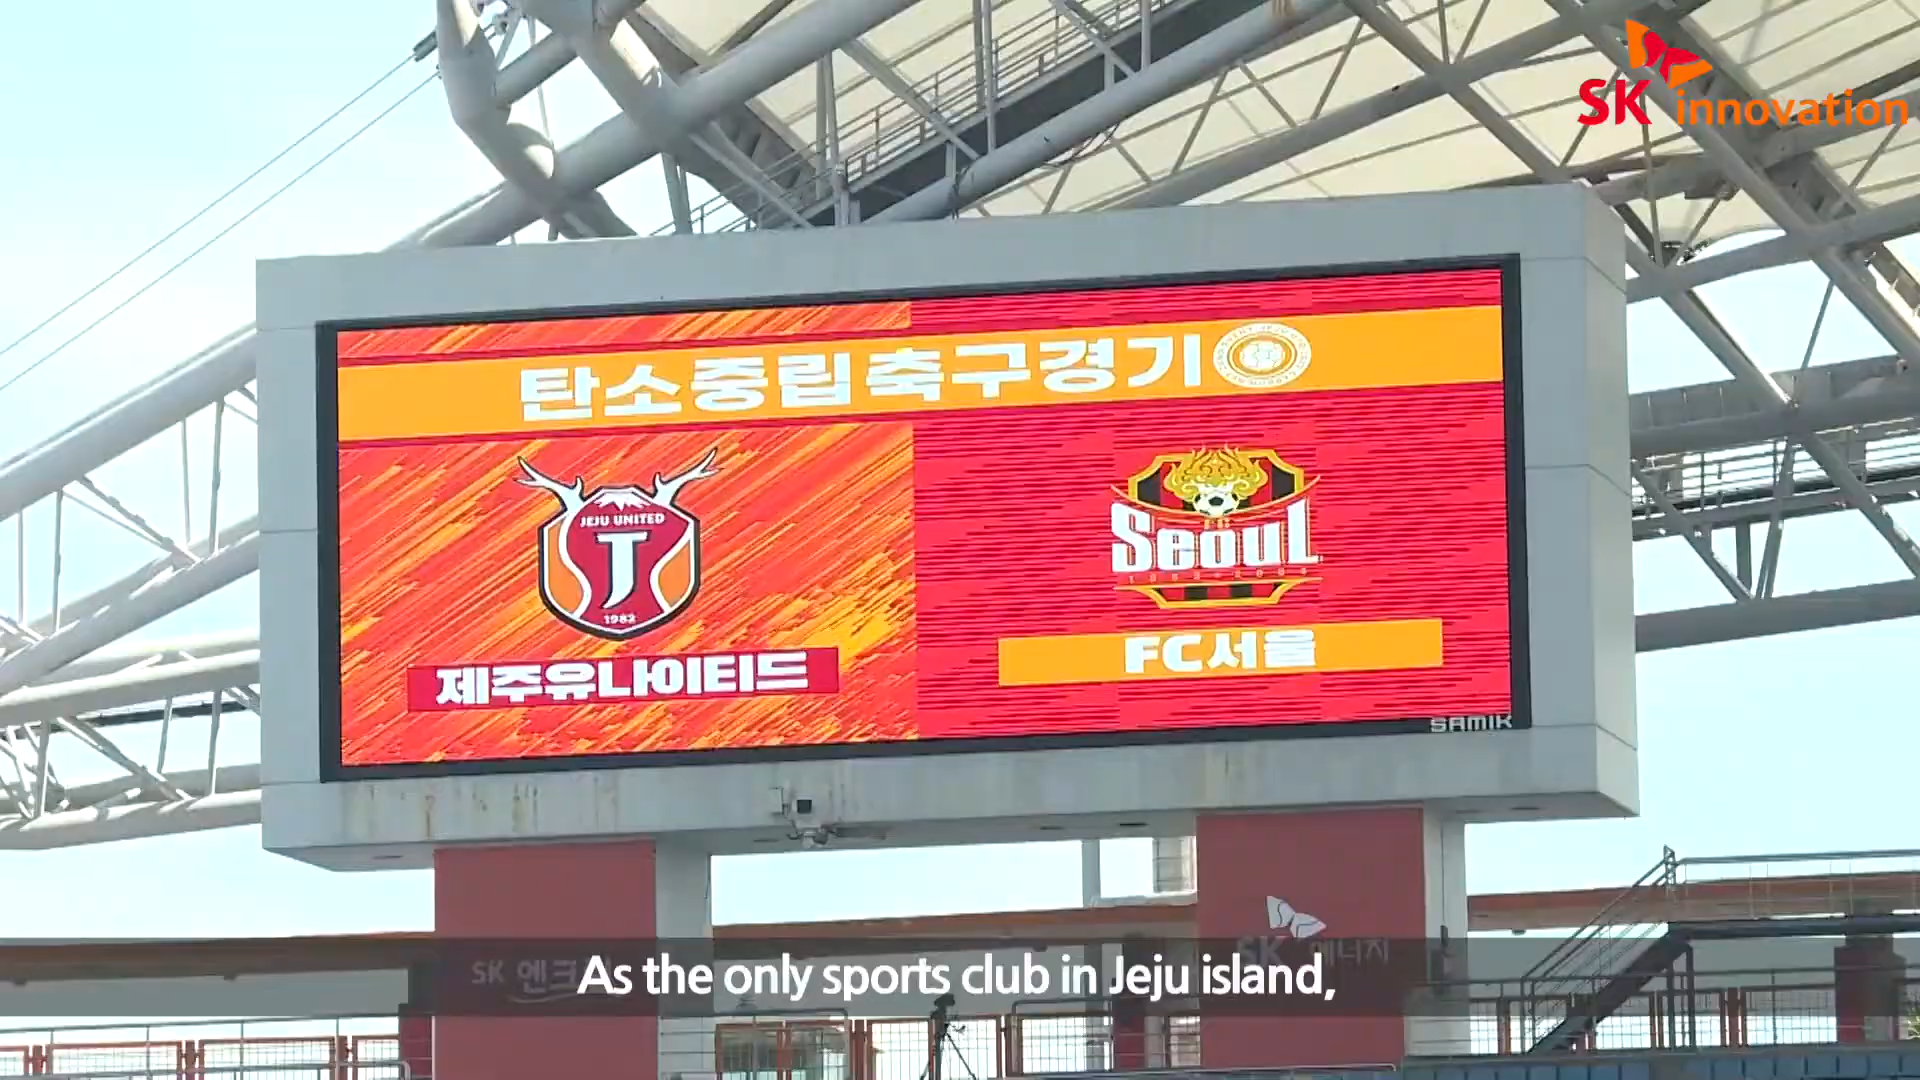 SK innovation
탄소중립 축구경기
JEJU UNITED
J
1982
제주유나이티드
Seoul
FC서울
SAMIK
SK 에너지
SK 엔크
As the only sports club in Jeju island,